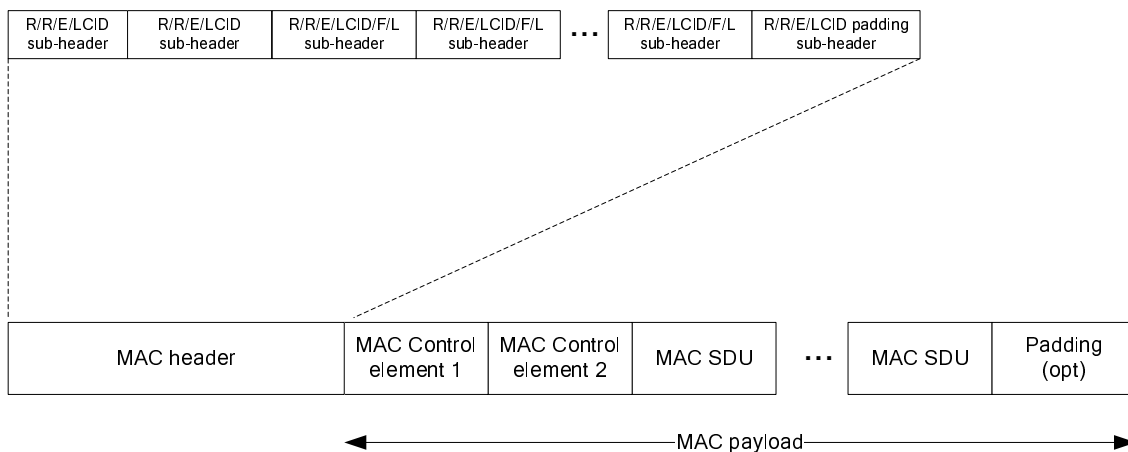 R/R/E/LCID R/R/E/LCID R/R/E/LCID/F/L R/R/E/LCID/F/L R/R/E/LCID/F/L R/R/E/LCID padding
sub-header sub-header sub-header sub-header ... sub-header sub-header
MAC header MAC Control MAC Control MAC SDU ... MAC SDU Padding
element 1 element 2 (opt)
MAC payload